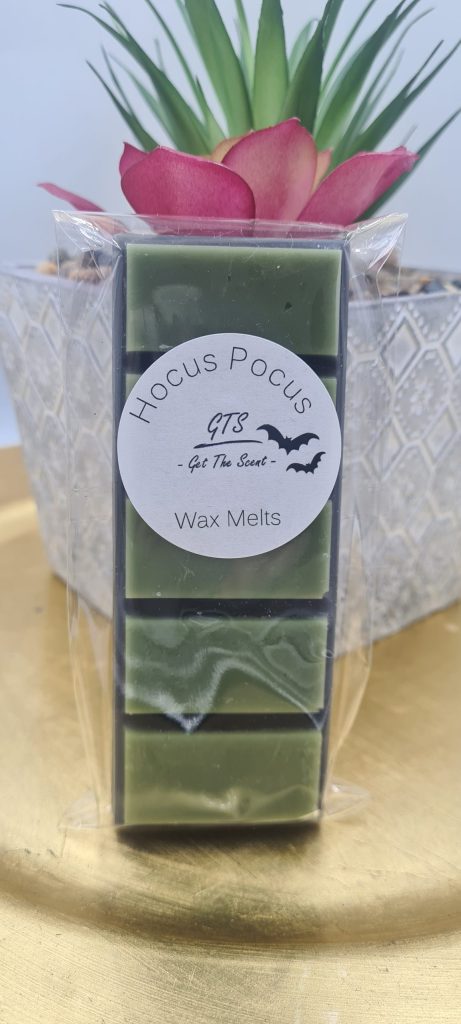 Hocus Pocus
GTS
- Get The Scent -
Wax Melts